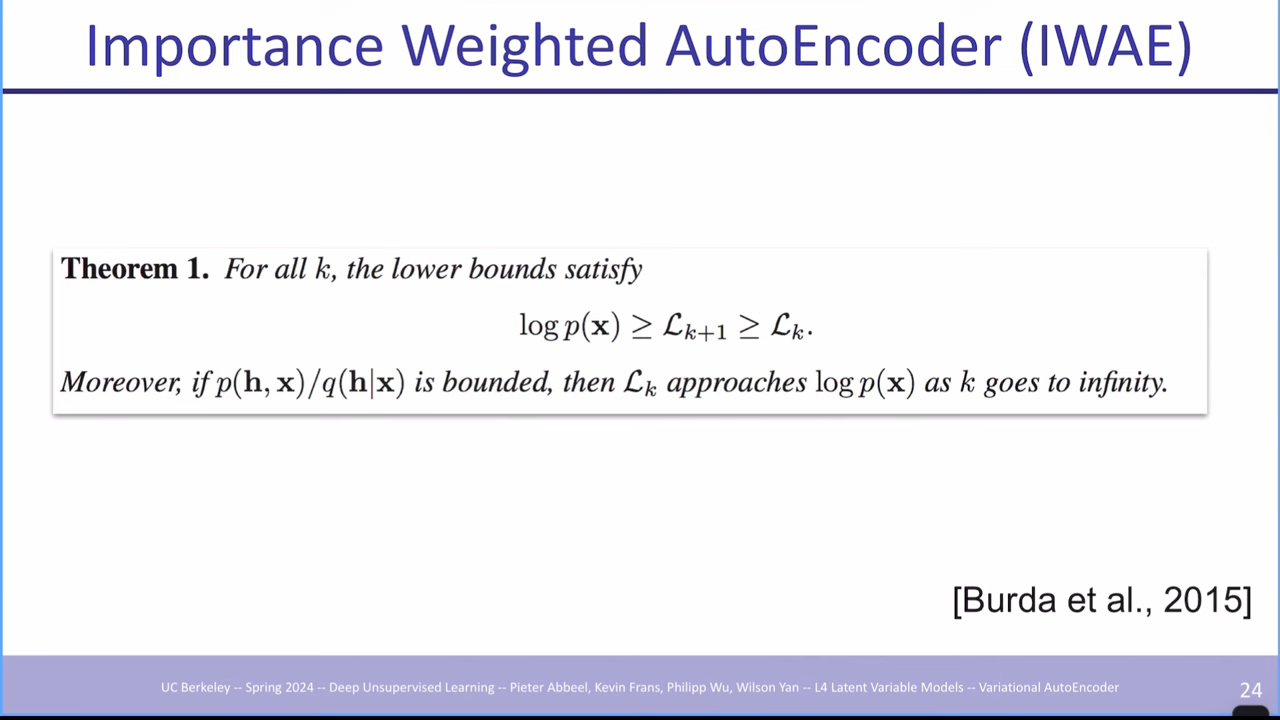 Importance Weighted AutoEncoder (IWAE)
Theorem 1. For all k, the lower bounds satisfy
log p(x) ≥ ℒₖ₊₁ ≥ ℒₖ.
Moreover, if p(h, x)/q(h|x) is bounded, then ℒₖ approaches log p(x) as k goes to infinity.
[Burda et al., 2015]
UC Berkeley -- Spring 2024 -- Deep Unsupervised Learning -- Pieter Abbeel, Kevin Frans, Philipp Wu, Wilson Yan -- L4 Latent Variable Models -- Variational AutoEncoder
24